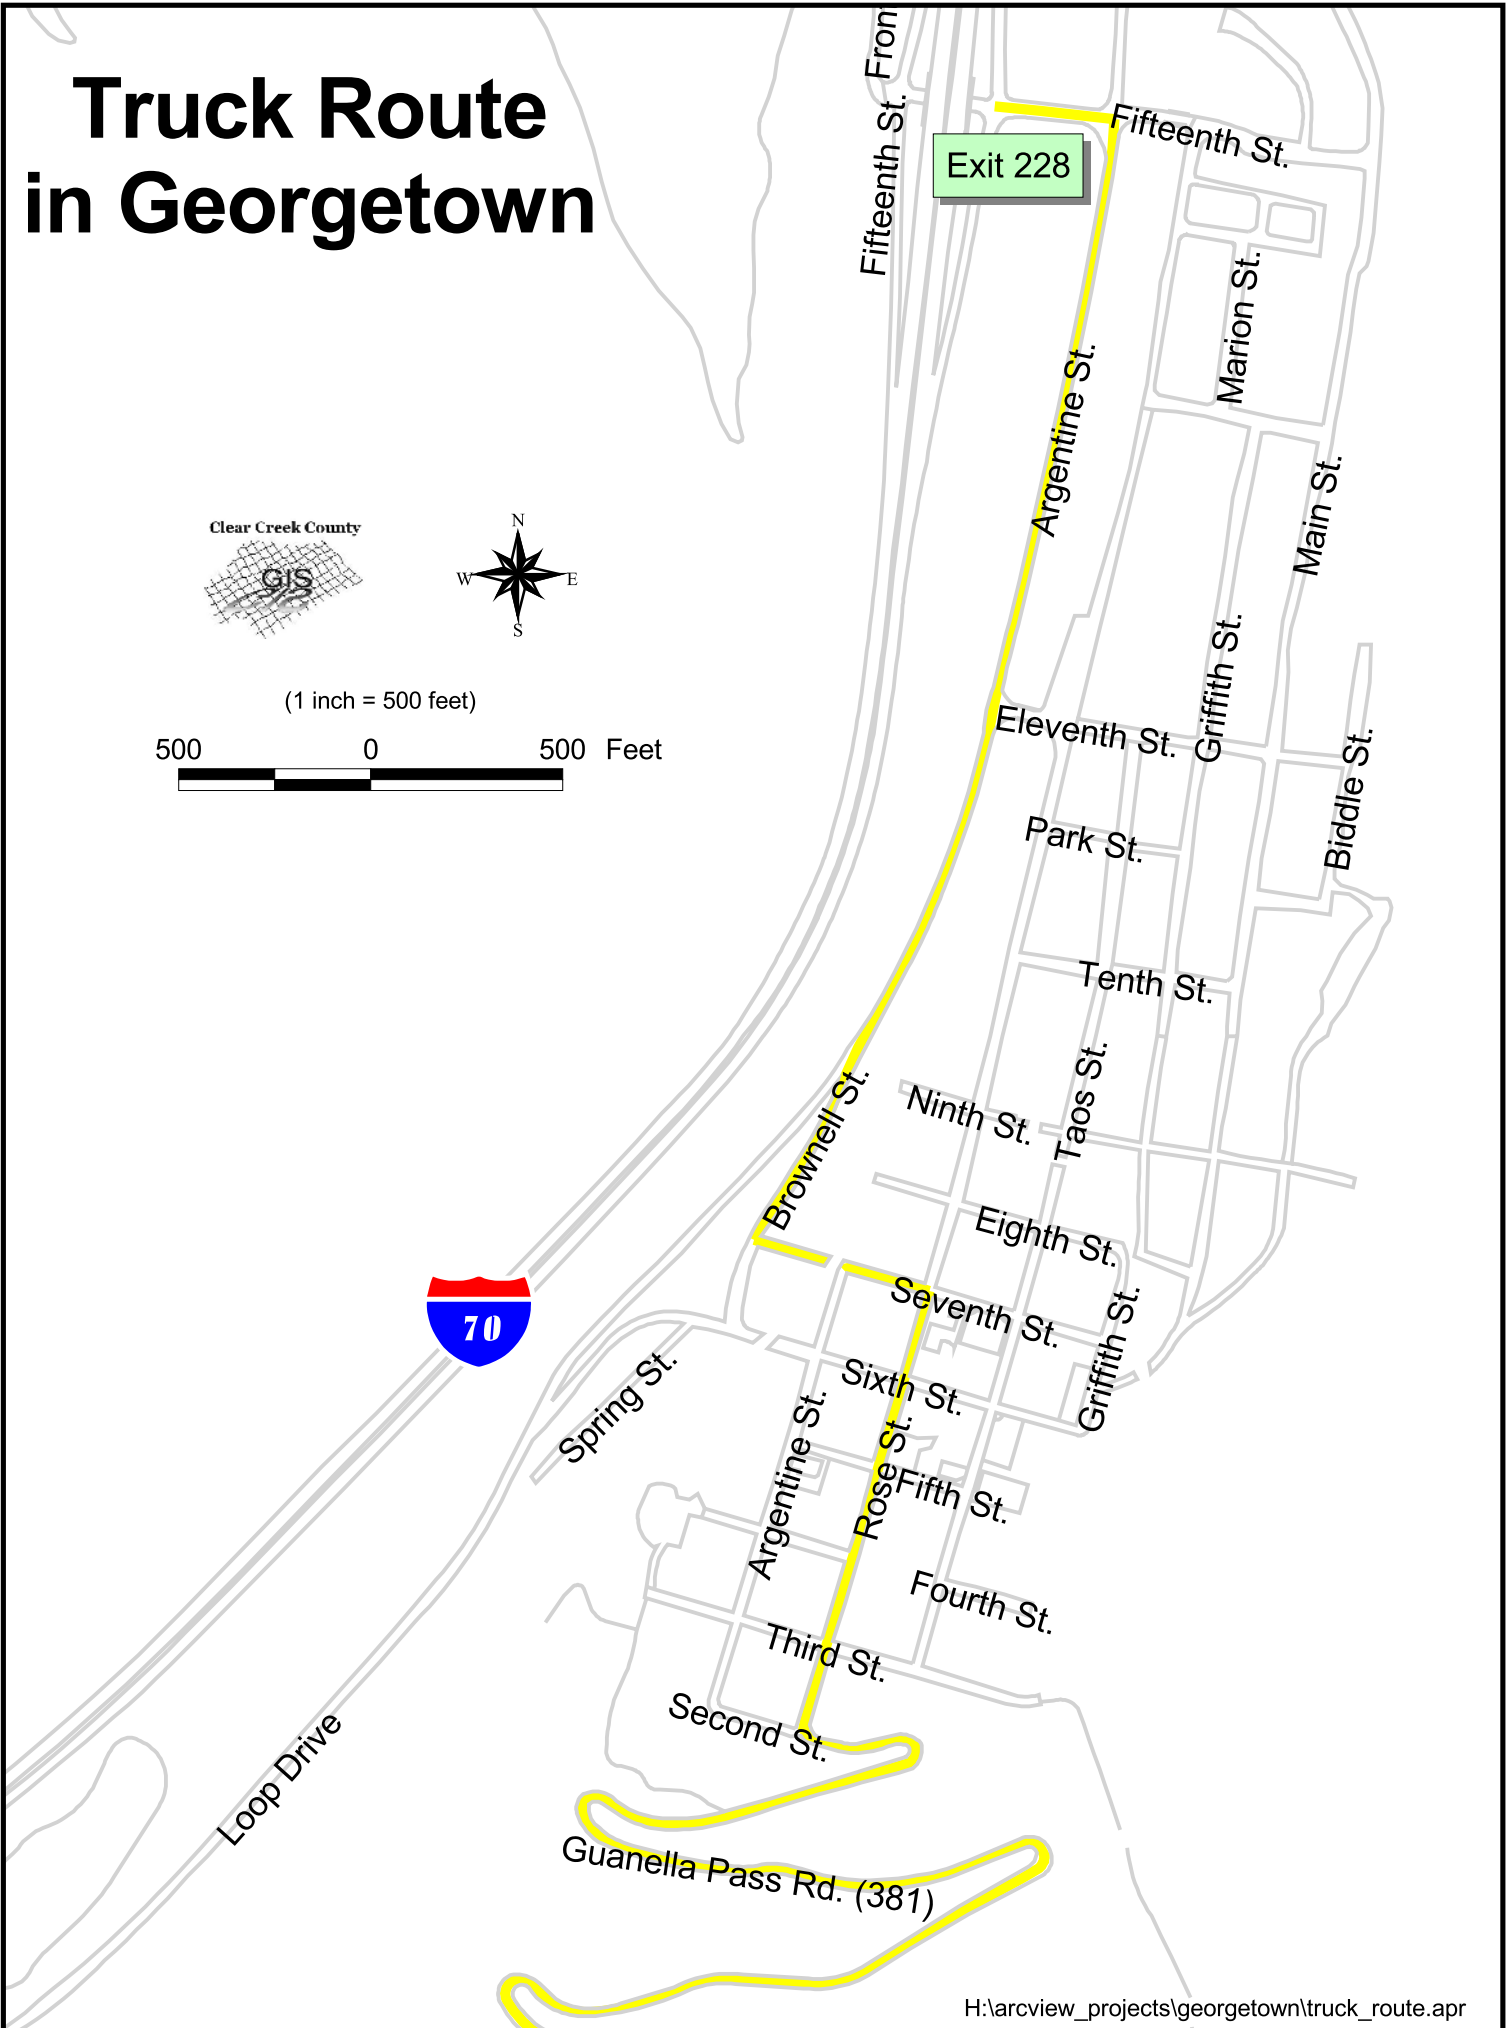 Truck Route
in Georgetown
Fron
Fifteenth St.
Fifteenth St.
Exit 228
Marion St.
Argentine St.
Main St.
Clear Creek County
GIS
N
W
E
S
(1 inch = 500 feet)
500 0 500 Feet
Griffith St.
Eleventh St.
Biddle St.
Park St.
Tenth St.
Taos St.
Brownell St.
Ninth St.
Eighth St.
70
Seventh St.
Griffith St.
Spring St.
Sixth St.
Argentine St.
Rose St.
Fifth St.
Fourth St.
Third St.
Second St.
Loop Drive
Guanella Pass Rd. (381)
H:\arcview_projects\georgetown\truck_route.apr